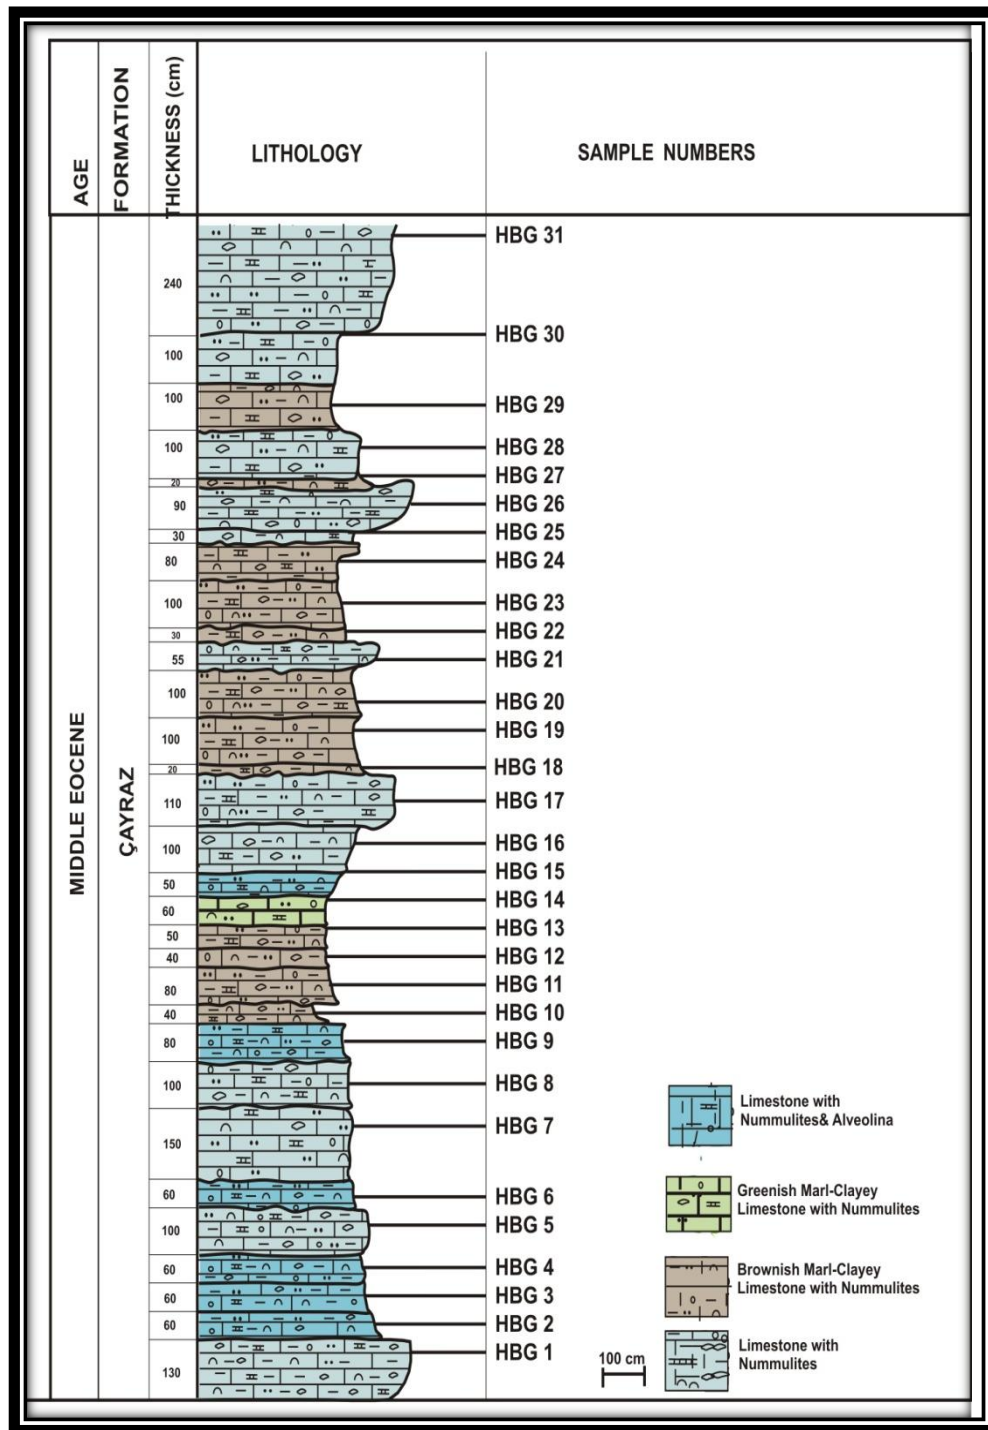 AGE
FORMATION
THICKNESS (cm)
LITHOLOGY
SAMPLE NUMBERS
MIDDLE EOCENE
ÇAYRAZ
240
100
100
100
20
90
30
80
100
30
55
100
100
20
110
100
50
60
50
40
80
40
80
100
150
60
100
60
60
60
130
HBG 31
HBG 30
HBG 29
HBG 28
HBG 27
HBG 26
HBG 25
HBG 24
HBG 23
HBG 22
HBG 21
HBG 20
HBG 19
HBG 18
HBG 17
HBG 16
HBG 15
HBG 14
HBG 13
HBG 12
HBG 11
HBG 10
HBG 9
HBG 8
HBG 7
HBG 6
HBG 5
HBG 4
HBG 3
HBG 2
HBG 1
100 cm
Limestone with
Nummulites& Alveolina
Greenish Marl-Clayey
Limestone with Nummulites
Brownish Marl-Clayey
Limestone with Nummulites
Limestone with
Nummulites